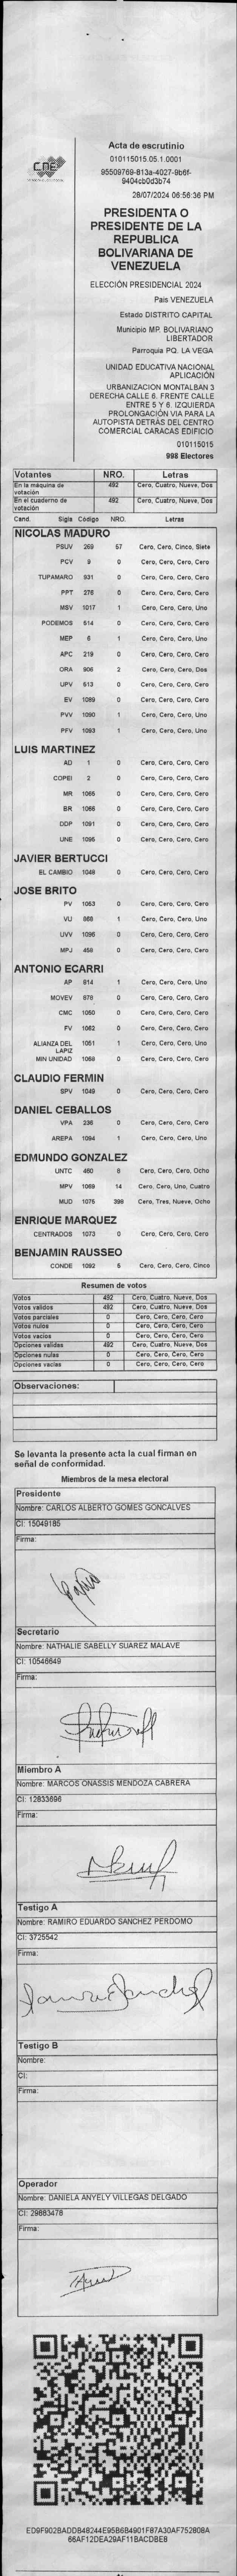 CNE
Acta de escrutinio
010115015.05.1.0001
95509769-813a-4027-9b6f-
9404cb0d3b74
28/07/2024 06:56:36 PM
PRESIDENTA O
PRESIDENTE DE LA
REPUBLICA
BOLIVARIANA DE
VENEZUELA
ELECCIÓN PRESIDENCIAL 2024
Pais VENEZUELA
Estado DISTRITO CAPITAL
Municipio MP. BOLIVARIANO
LIBERTADOR
Parroquia PQ. LA VEGA
UNIDAD EDUCATIVA NACIONAL
APLICACIÓN
URBANIZACION MONTALBAN 3
DERECHA CALLE 6. FRENTE CALLE
ENTRE 5 Y 6. IZQUIERDA
PROLONGACIÓN VIA PARA LA
AUTOPISTA DETRÁS DEL CENTRO
COMERCIAL CARACAS EDIFICIO
010115015
998 Electores
Votantes NRO. Letras
En la máquina de votación 492 Cero, Cuatro, Nueve, Dos
En el cuaderno de votación 492 Cero, Cuatro, Nueve, Dos
Cand. Sigla Código NRO. Letras
NICOLAS MADURO
PSUV 269 57 Cero, Cero, Cinco, Siete
PCV 9 0 Cero, Cero, Cero, Cero
TUPAMARO 931 0 Cero, Cero, Cero, Cero
PPT 276 0 Cero, Cero, Cero, Cero
MSV 1017 1 Cero, Cero, Cero, Uno
PODEMOS 514 0 Cero, Cero, Cero, Cero
MEP 6 1 Cero, Cero, Cero, Uno
APC 219 0 Cero, Cero, Cero, Cero
ORA 906 2 Cero, Cero, Cero, Dos
UPV 513 0 Cero, Cero, Cero, Cero
EV 1089 0 Cero, Cero, Cero, Cero
PVV 1090 1 Cero, Cero, Cero, Uno
PFV 1093 1 Cero, Cero, Cero, Uno
LUIS MARTINEZ
AD 1 0 Cero, Cero, Cero, Cero
COPEI 2 0 Cero, Cero, Cero, Cero
MR 1065 0 Cero, Cero, Cero, Cero
BR 1066 0 Cero, Cero, Cero, Cero
DDP 1091 0 Cero, Cero, Cero, Cero
UNE 1095 0 Cero, Cero, Cero, Cero
JAVIER BERTUCCI
EL CAMBIO 1048 0 Cero, Cero, Cero, Cero
JOSE BRITO
PV 1053 0 Cero, Cero, Cero, Cero
VU 868 1 Cero, Cero, Cero, Uno
UVV 1096 0 Cero, Cero, Cero, Cero
MPJ 458 0 Cero, Cero, Cero, Cero
ANTONIO ECARRI
AP 814 1 Cero, Cero, Cero, Uno
MOVEV 878 0 Cero, Cero, Cero, Cero
CMC 1050 0 Cero, Cero, Cero, Cero
FV 1062 0 Cero, Cero, Cero, Cero
ALIANZA DEL LAPIZ 1051 1 Cero, Cero, Cero, Uno
MIN UNIDAD 1058 0 Cero, Cero, Cero, Cero
CLAUDIO FERMIN
SPV 1049 0 Cero, Cero, Cero, Cero
DANIEL CEBALLOS
VPA 236 0 Cero, Cero, Cero, Cero
AREPA 1094 1 Cero, Cero, Cero, Uno
EDMUNDO GONZALEZ
UNTC 460 8 Cero, Cero, Cero, Ocho
MPV 1069 14 Cero, Cero, Uno, Cuatro
MUD 1075 398 Cero, Tres, Nueve, Ocho
ENRIQUE MARQUEZ
CENTRADOS 1073 0 Cero, Cero, Cero, Cero
BENJAMIN RAUSSEO
CONDE 1092 5 Cero, Cero, Cero, Cinco
Resumen de votos
Votos 492 Cero, Cuatro, Nueve, Dos
Votos validos 492 Cero, Cuatro, Nueve, Dos
Votos parciales 0 Cero, Cero, Cero, Cero
Votos nulos 0 Cero, Cero, Cero, Cero
Votos vacios 0 Cero, Cero, Cero, Cero
Opciones validas 492 Cero, Cuatro, Nueve, Dos
Opciones nulas 0 Cero, Cero, Cero, Cero
Opciones vacias 0 Cero, Cero, Cero, Cero
Observaciones:
Se levanta la presente acta la cual firman en
señal de conformidad.
Miembros de la mesa electoral
Presidente
Nombre: CARLOS ALBERTO GOMES GONCALVES
CI: 15049185
Firma:
Secretario
Nombre: NATHALIE SABELLY SUAREZ MALAVE
CI: 10546649
Firma:
Miembro A
Nombre: MARCOS ONASSIS MENDOZA CABRERA
CI: 12833696
Firma:
Testigo A
Nombre: RAMIRO EDUARDO SANCHEZ PERDOMO
CI: 3725542
Firma:
Testigo B
Nombre:
CI:
Firma:
Operador
Nombre: DANIELA ANYELY VILLEGAS DELGADO
CI: 29883478
Firma:
ED9F902BADDB48244E95B6B4901F87A30AF752808A
66AF12DEA29AF11BACDBE8